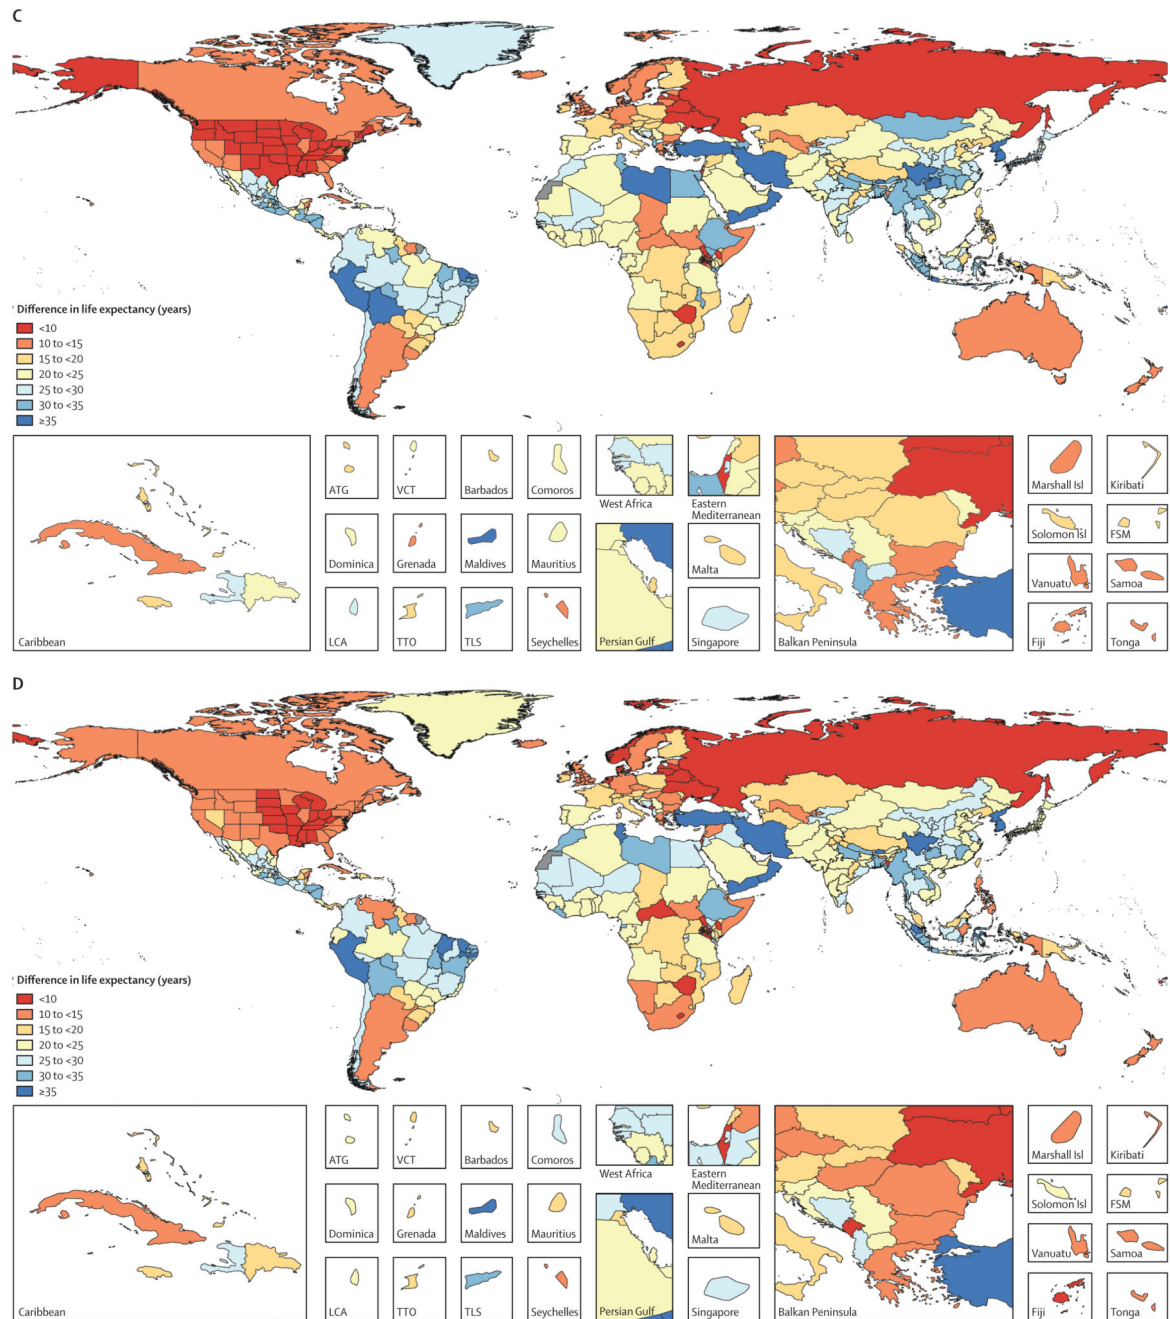 C
Difference in life expectancy (years)
<10
10 to <15
15 to <20
20 to <25
25 to <30
30 to <35
≥35
Caribbean
ATG
VCT
Barbados
Comoros
Dominica
Grenada
Maldives
Mauritius
LCA
TTO
TLS
Seychelles
West Africa
Eastern
Mediterranean
Persian Gulf
Malta
Singapore
Balkan Peninsula
Marshall Isl
Kiribati
Solomon Isl
FSM
Vanuatu
Samoa
Fiji
Tonga
D
Difference in life expectancy (years)
<10
10 to <15
15 to <20
20 to <25
25 to <30
30 to <35
≥35
Caribbean
ATG
VCT
Barbados
Comoros
Dominica
Grenada
Maldives
Mauritius
LCA
TTO
TLS
Seychelles
West Africa
Eastern
Mediterranean
Persian Gulf
Malta
Singapore
Balkan Peninsula
Marshall Isl
Kiribati
Solomon Isl
FSM
Vanuatu
Samoa
Fiji
Tonga